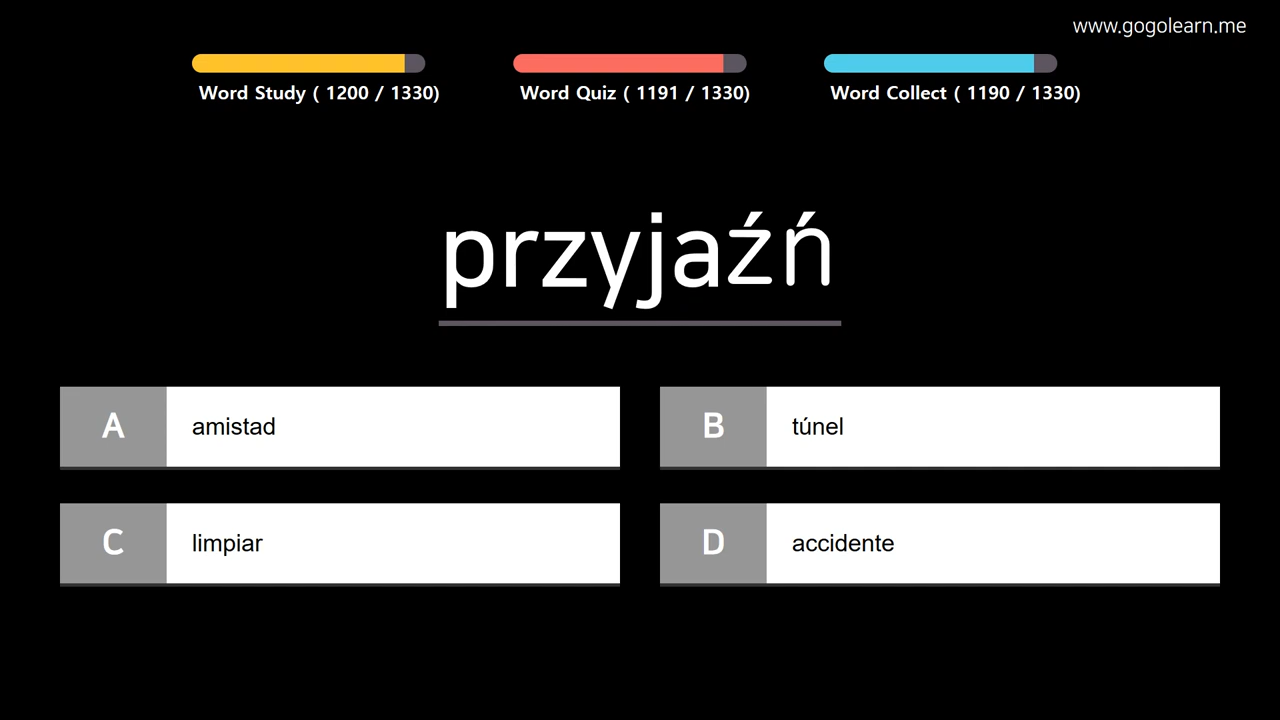 www.gogolearn.me
Word Study ( 1200 / 1330)
Word Quiz ( 1191 / 1330)
Word Collect ( 1190 / 1330)
przyjaźń
A amistad
B túnel
C limpiar
D accidente